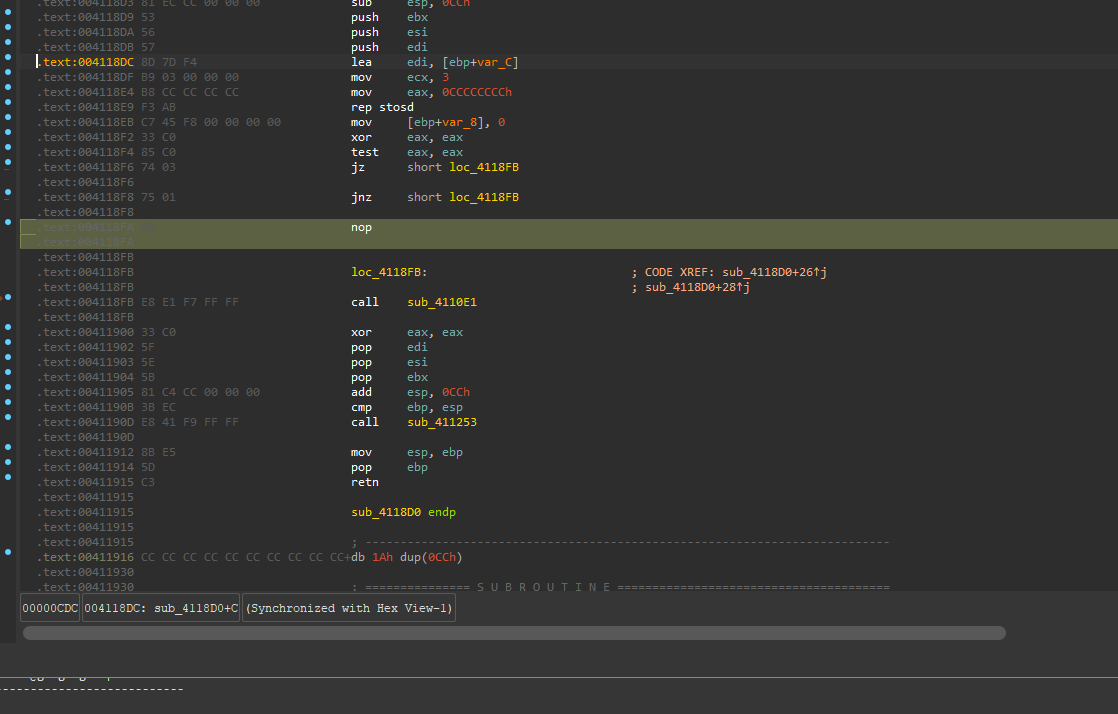 .text:004118D3 81 EC CC 00 00 00 sub esp, 0CCh
.text:004118D9 53 push ebx
.text:004118DA 56 push esi
.text:004118DB 57 push edi
.text:004118DC 8D 7D F4 lea edi, [ebp+var_C]
.text:004118DF B9 03 00 00 00 mov ecx, 3
.text:004118E4 B8 CC CC CC CC mov eax, 0CCCCCCCCh
.text:004118E9 F3 AB rep stosd
.text:004118EB C7 45 F8 00 00 00 00 mov [ebp+var_8], 0
.text:004118F2 33 C0 xor eax, eax
.text:004118F4 85 C0 test eax, eax
.text:004118F6 74 03 jz short loc_4118FB
.text:004118F6
.text:004118F8 75 01 jnz short loc_4118FB
.text:004118F8
.text:004118FA nop
.text:004118FA
.text:004118FB
.text:004118FB loc_4118FB: ; CODE XREF: sub_4118D0+26↑j
.text:004118FB ; sub_4118D0+28↑j
.text:004118FB E8 E1 F7 FF FF call sub_4110E1
.text:004118FB
.text:00411900 33 C0 xor eax, eax
.text:00411902 5F pop edi
.text:00411903 5E pop esi
.text:00411904 5B pop ebx
.text:00411905 81 C4 CC 00 00 00 add esp, 0CCh
.text:0041190B 3B EC cmp ebp, esp
.text:0041190D E8 41 F9 FF FF call sub_411253
.text:0041190D
.text:00411912 8B E5 mov esp, ebp
.text:00411914 5D pop ebp
.text:00411915 C3 retn
.text:00411915
.text:00411915 sub_4118D0 endp
.text:00411915
.text:00411915 ; ---------------------------------------------------------------------------
.text:00411916 CC CC CC CC CC CC CC CC CC CC+db 1Ah dup(0CCh)
.text:00411930
.text:00411930 ; =============== S U B R O U T I N E =======================================
00000CDC 004118DC: sub_4118D0+C (Synchronized with Hex View-1)
--------------------------